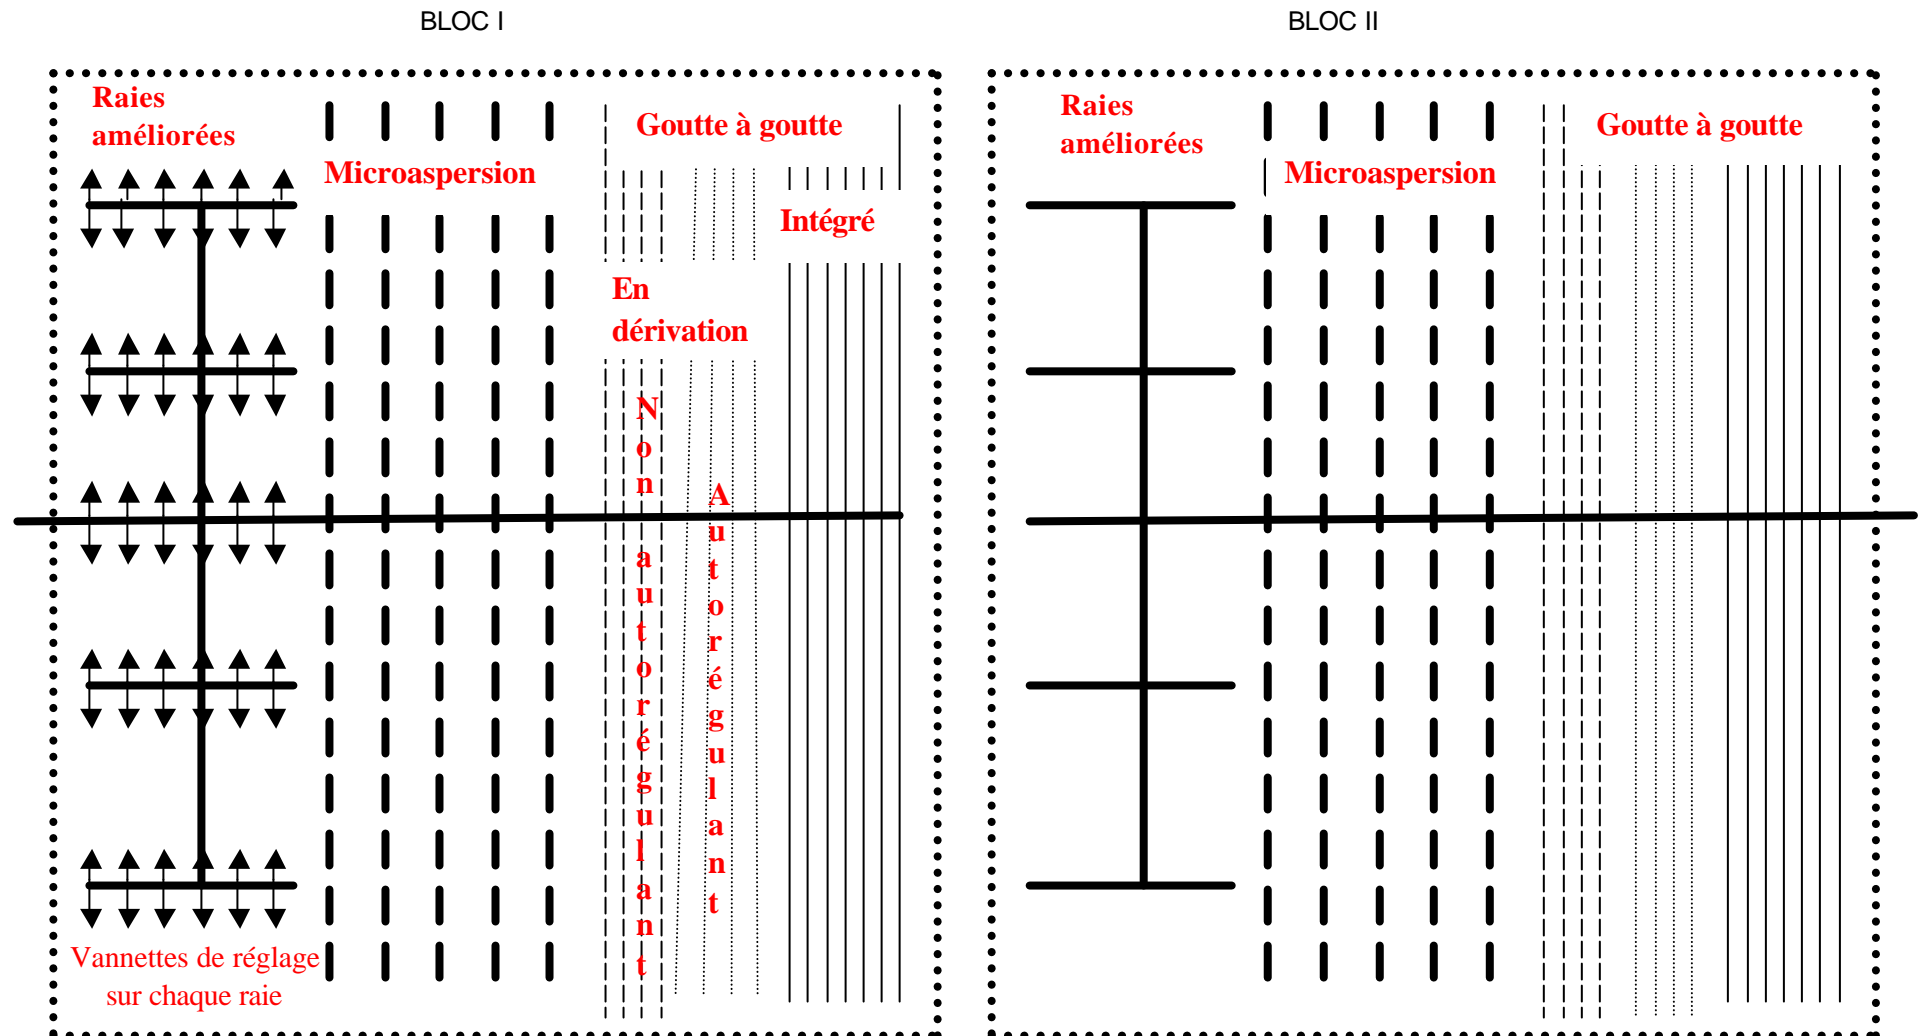 BLOC I
Raies
améliorées
Microaspersion
Goutte à goutte
Intégré
En
dérivation
Non autorégulant
Autorégulant
Vannettes de réglage
sur chaque raie
BLOC II
Raies
améliorées
Microaspersion
Goutte à goutte